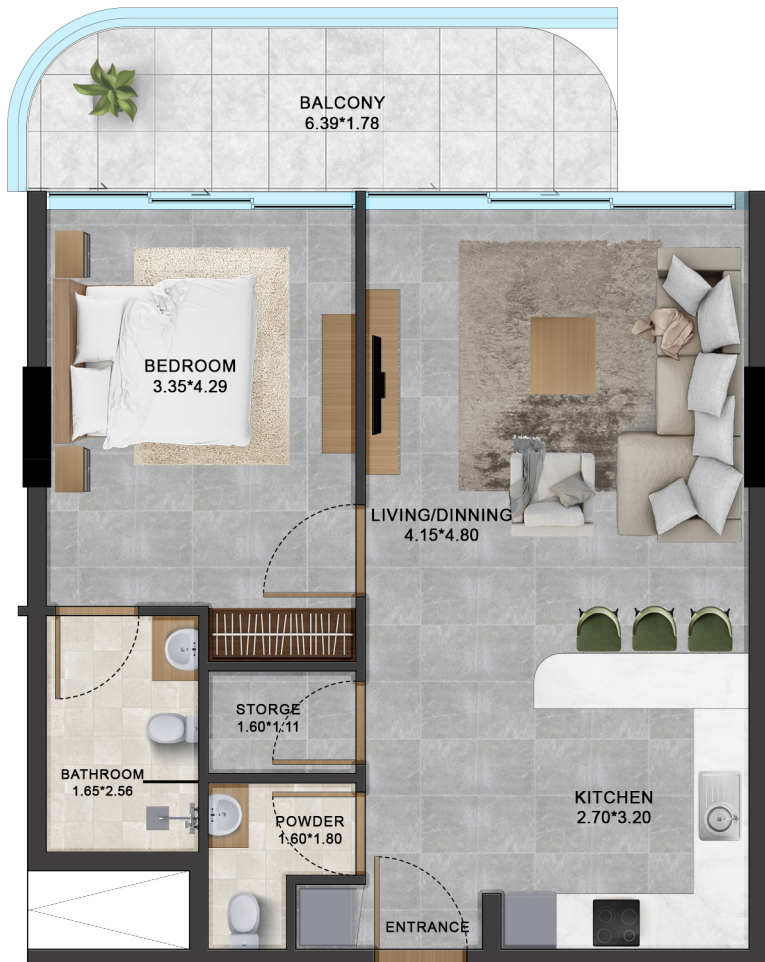 BALCONY
6.39*1.78
BEDROOM
3.35*4.29
LIVING/DINNING
4.15*4.80
STORGE
1.60*1.11
BATHROOM
1.65*2.56
KITCHEN
2.70*3.20
POWDER
1.60*1.80
ENTRANCE